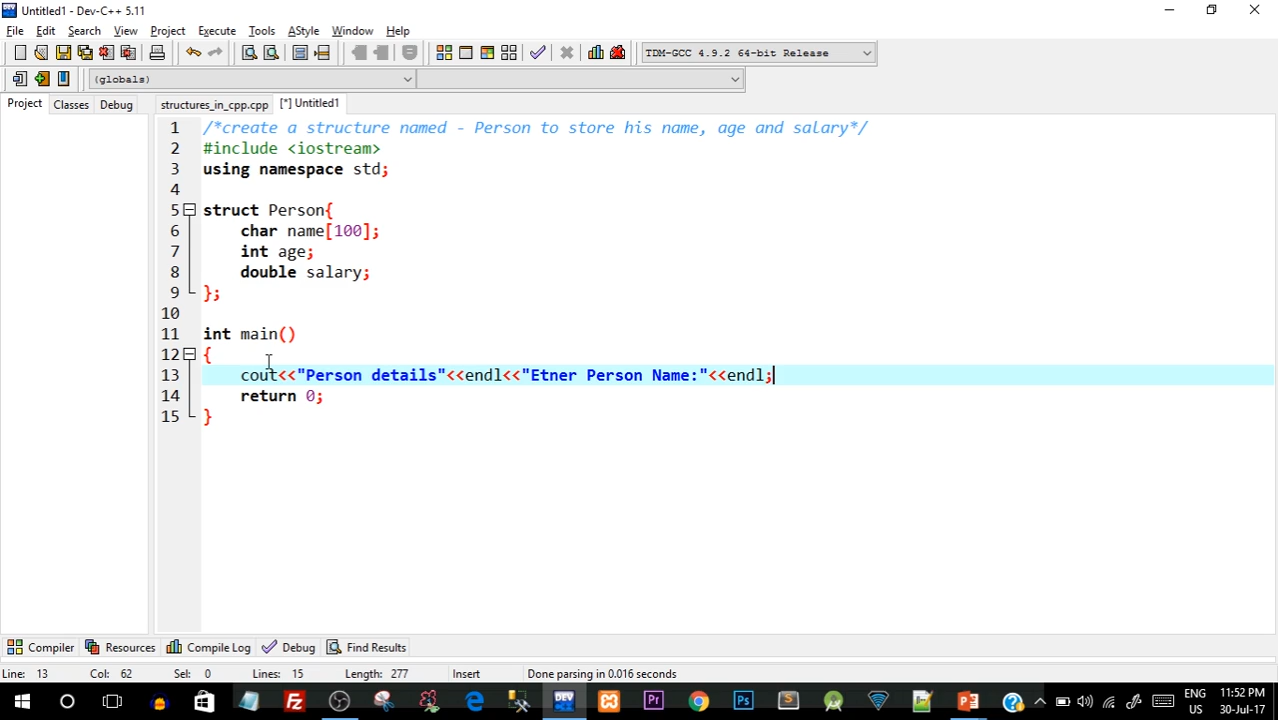 Untitled1 - Dev-C++ 5.11
File Edit Search View Project Execute Tools AStyle Window Help
TDM-GCC 4.9.2 64-bit Release
(globals)
Project Classes Debug structures_in_cpp.cpp [*] Untitled1
1 /*create a structure named - Person to store his name, age and salary*/
2 #include <iostream>
3 using namespace std;
4
5 struct Person{
6 char name[100];
7 int age;
8 double salary;
9 };
10
11 int main()
12 {
13 cout<<"Person details"<<endl<<"Etner Person Name:"<<endl;
14 return 0;
15 }
Compiler Resources Compile Log Debug Find Results
Line: 13 Col: 62 Sel: 0 Lines: 15 Length: 277 Insert Done parsing in 0.016 seconds
ENG 11:52 PM
US 30-Jul-17